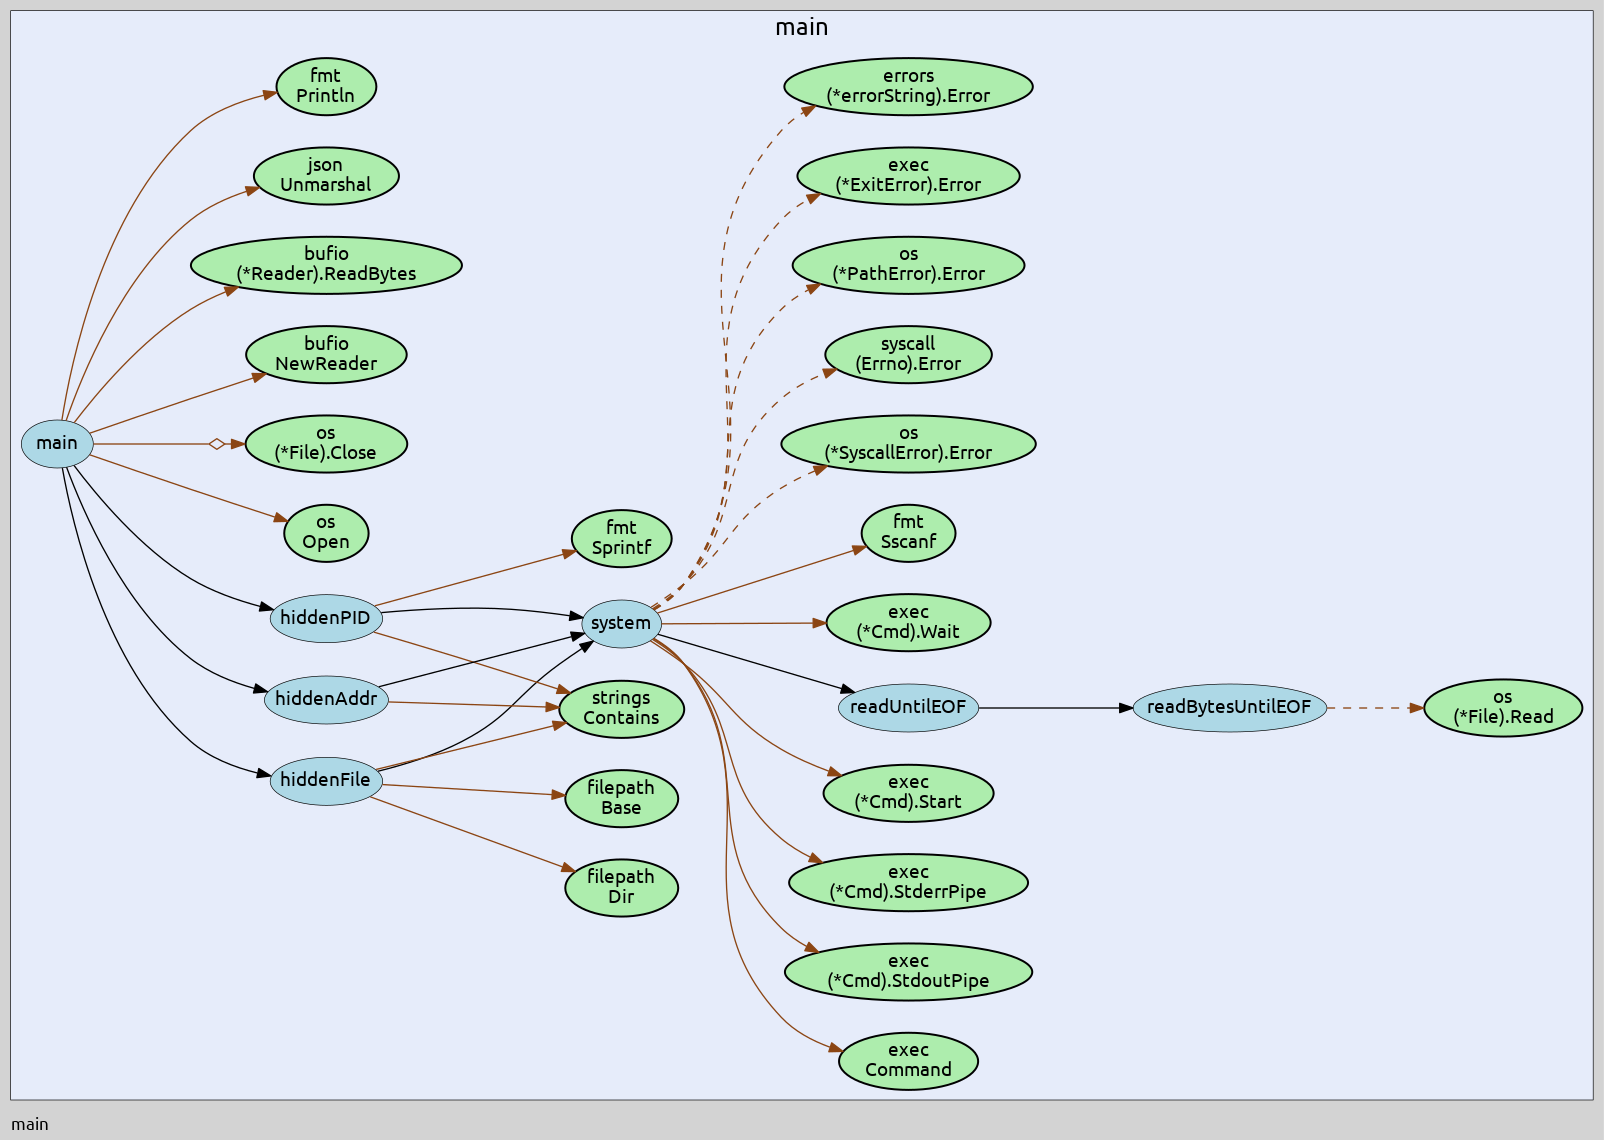 main
fmt
Println
json
Unmarshal
bufio
(*Reader).ReadBytes
bufio
NewReader
main
os
(*File).Close
os
Open
hiddenPID
hiddenAddr
hiddenFile
fmt
Sprintf
system
strings
Contains
filepath
Base
filepath
Dir
errors
(*errorString).Error
exec
(*ExitError).Error
os
(*PathError).Error
syscall
(Errno).Error
os
(*SyscallError).Error
fmt
Sscanf
exec
(*Cmd).Wait
readUntilEOF
exec
(*Cmd).Start
exec
(*Cmd).StderrPipe
exec
(*Cmd).StdoutPipe
exec
Command
readBytesUntilEOF
os
(*File).Read
main